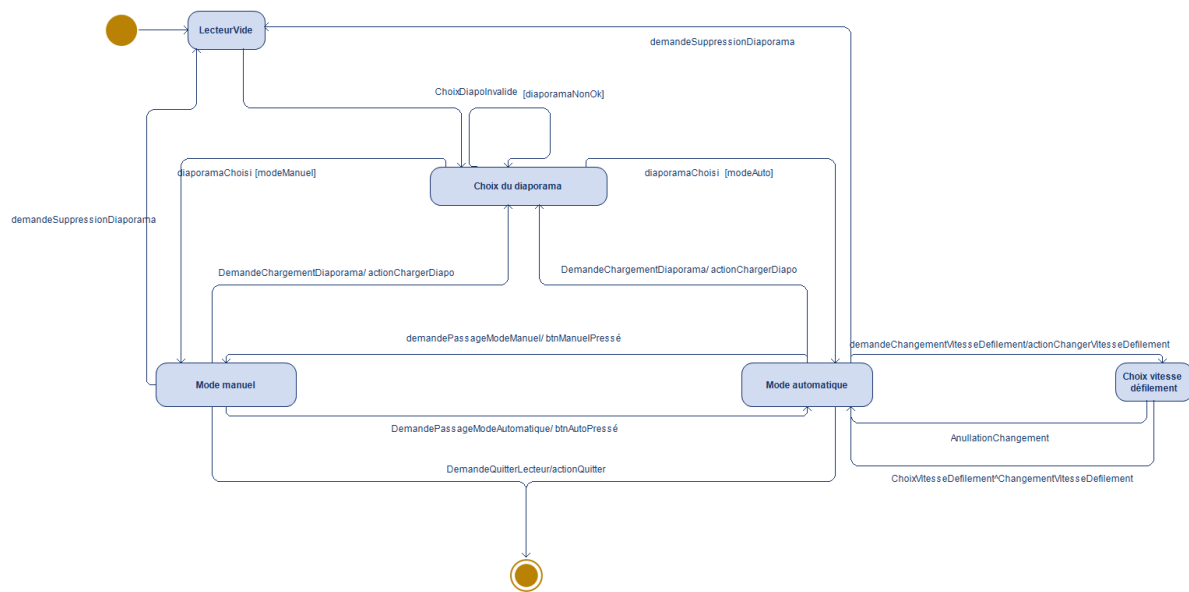 LecteurVide
demandeSuppressionDiaporama
ChoixDiapoInvalide [diaporamaNonOk]
diaporamaChoisi [modeManuel]
diaporamaChoisi [modeAuto]
Choix du diaporama
demandeSuppressionDiaporama
DemandeChargementDiaporama/ actionChargerDiapo
DemandeChargementDiaporama/ actionChargerDiapo
demandePassageModeManuel/ btnManuelPressé
demandeChangementVitesseDefilement/actionChangerVitesseDefilement
Mode manuel
Mode automatique
Choix vitesse
défilement
DemandePassageModeAutomatique/ btnAutoPressé
AnullationChangement
DemandeQuitterLecteur/actionQuitter
ChoixVitesseDefilement^ChangementVitesseDefilement